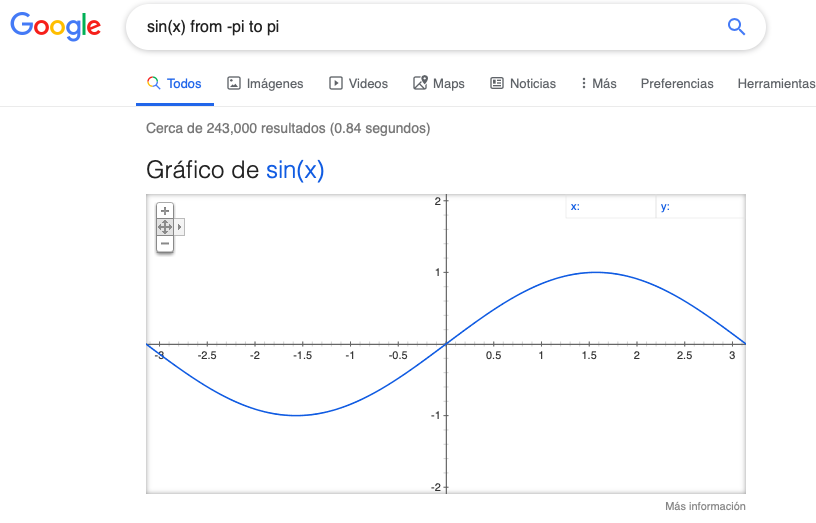 Google
sin(x) from -pi to pi
Todos Imágenes Videos Maps Noticias Más Preferencias Herramientas
Cerca de 243,000 resultados (0.84 segundos)
Gráfico de sin(x)
2
x: y:
1
-3 -2.5 -2 -1.5 -1 -0.5 0.5 1 1.5 2 2.5 3
-1
-2
Más información